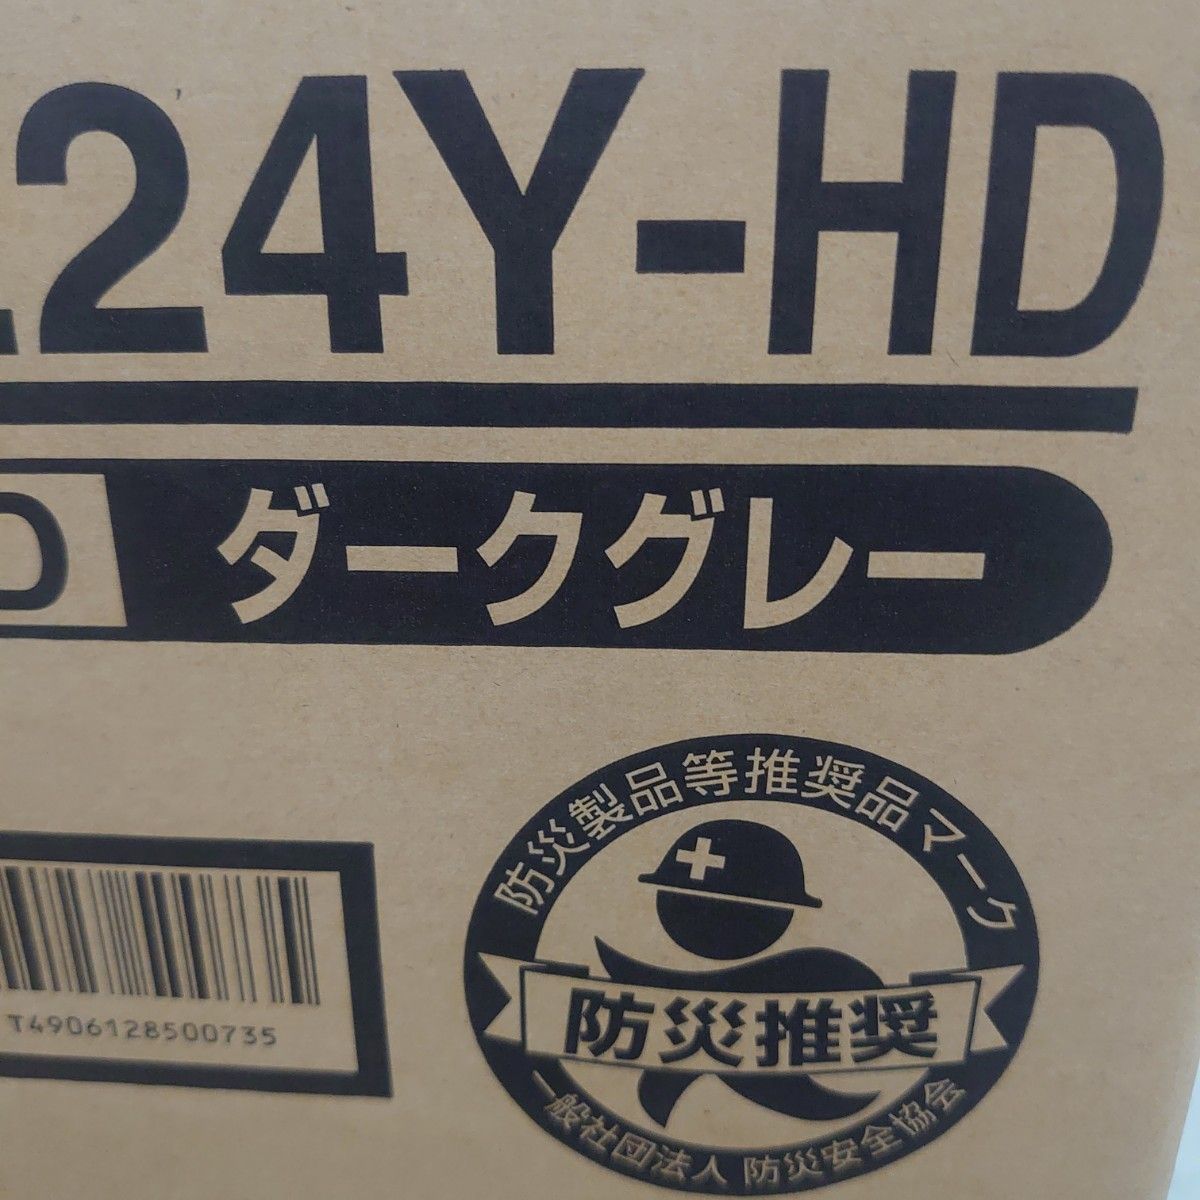 224Y-HD
D ダークグレー
防災製品等推奨品マーク
防災推奨
一般社団法人 防災安全協会
T4906128500735